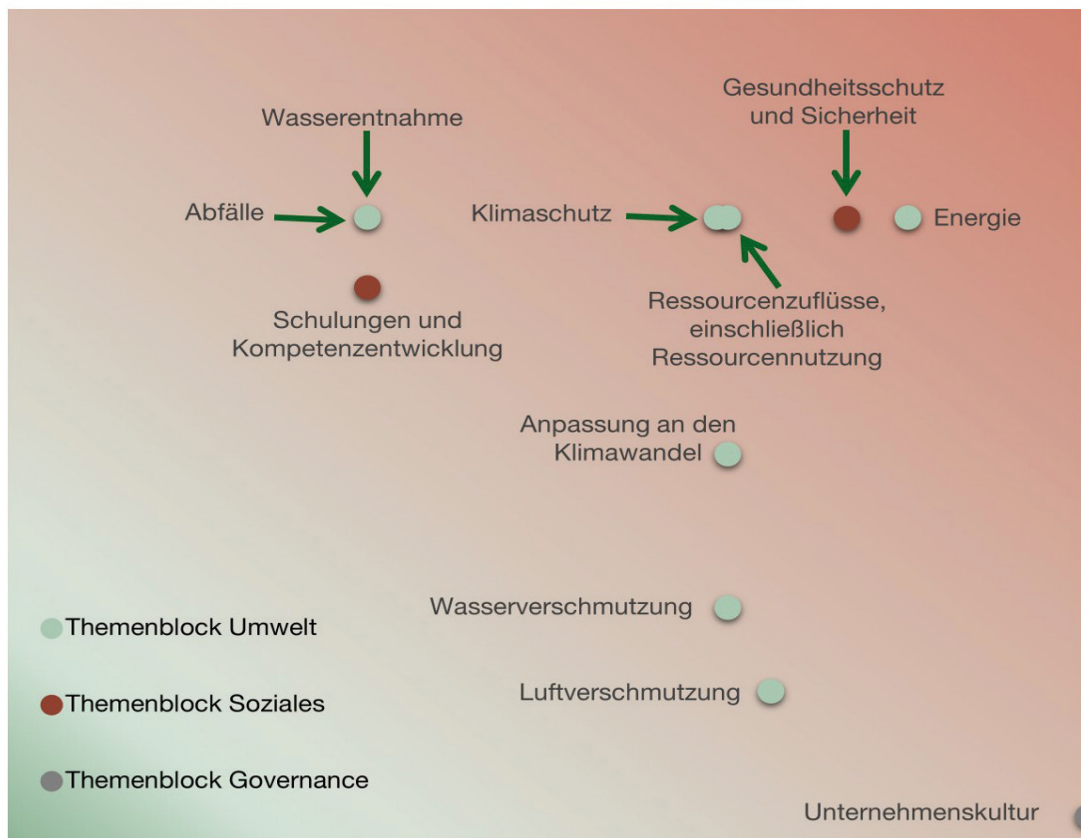 Gesundheitsschutz
und Sicherheit
Wasserentnahme
Abfälle
Klimaschutz
Energie
Ressourcenzuflüsse,
einschließlich
Ressourcennutzung
Schulungen und
Kompetenzentwicklung
Anpassung an den
Klimawandel
Wasserverschmutzung
Themenblock Umwelt
Luftverschmutzung
Themenblock Soziales
Themenblock Governance
Unternehmenskultur